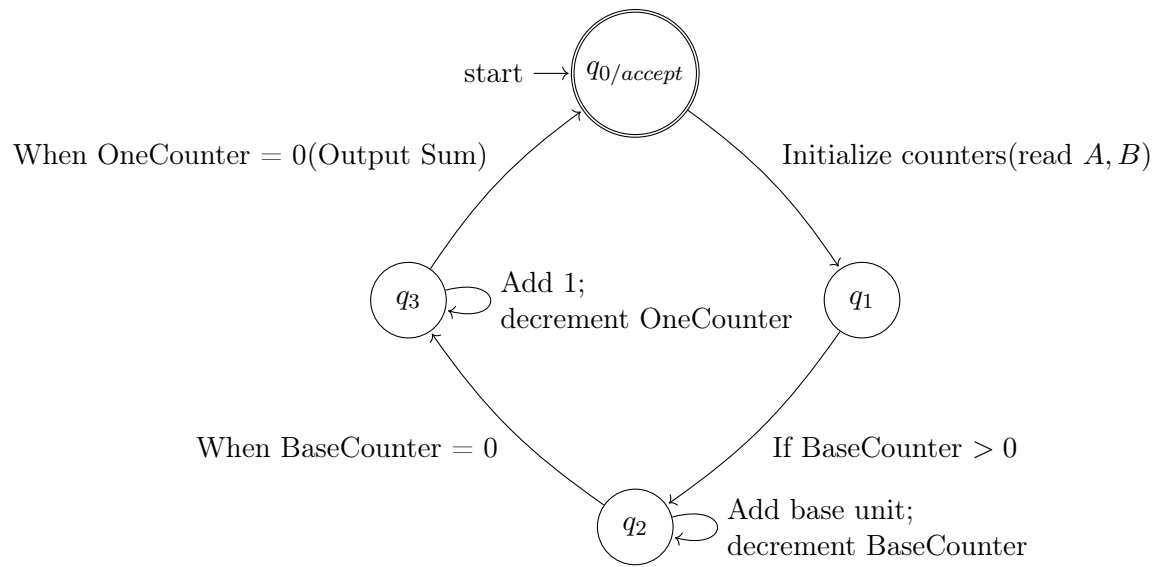 start
q0/accept
When OneCounter = 0(Output Sum)
Initialize counters(read A, B)
q3
Add 1;
decrement OneCounter
q1
When BaseCounter = 0
If BaseCounter > 0
q2
Add base unit;
decrement BaseCounter